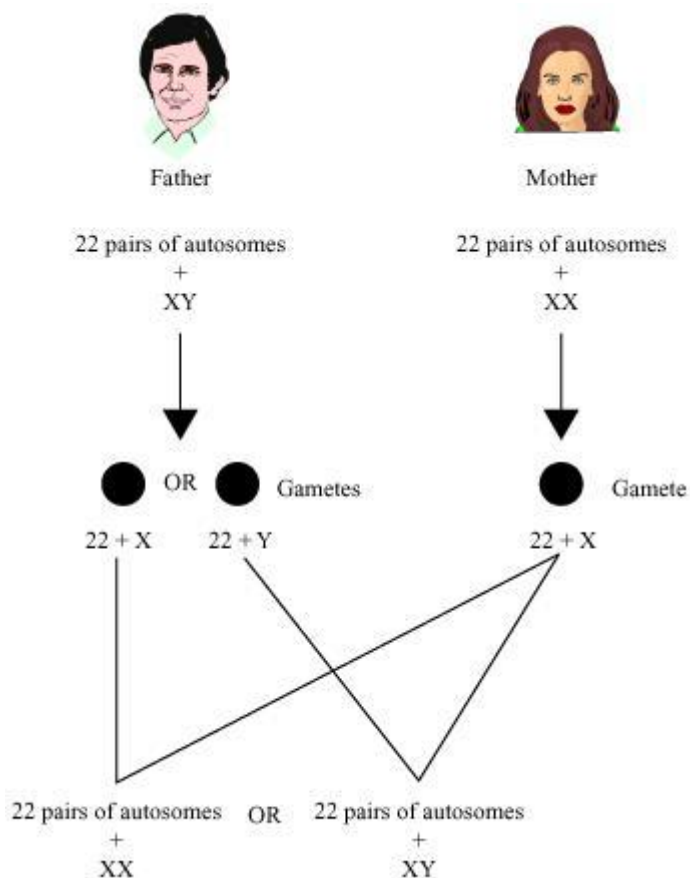 Father
Mother
22 pairs of autosomes
+
XY
22 pairs of autosomes
+
XX
OR
Gametes
Gamete
22 + X
22 + Y
22 + X
22 pairs of autosomes
+
XX
OR
22 pairs of autosomes
+
XY